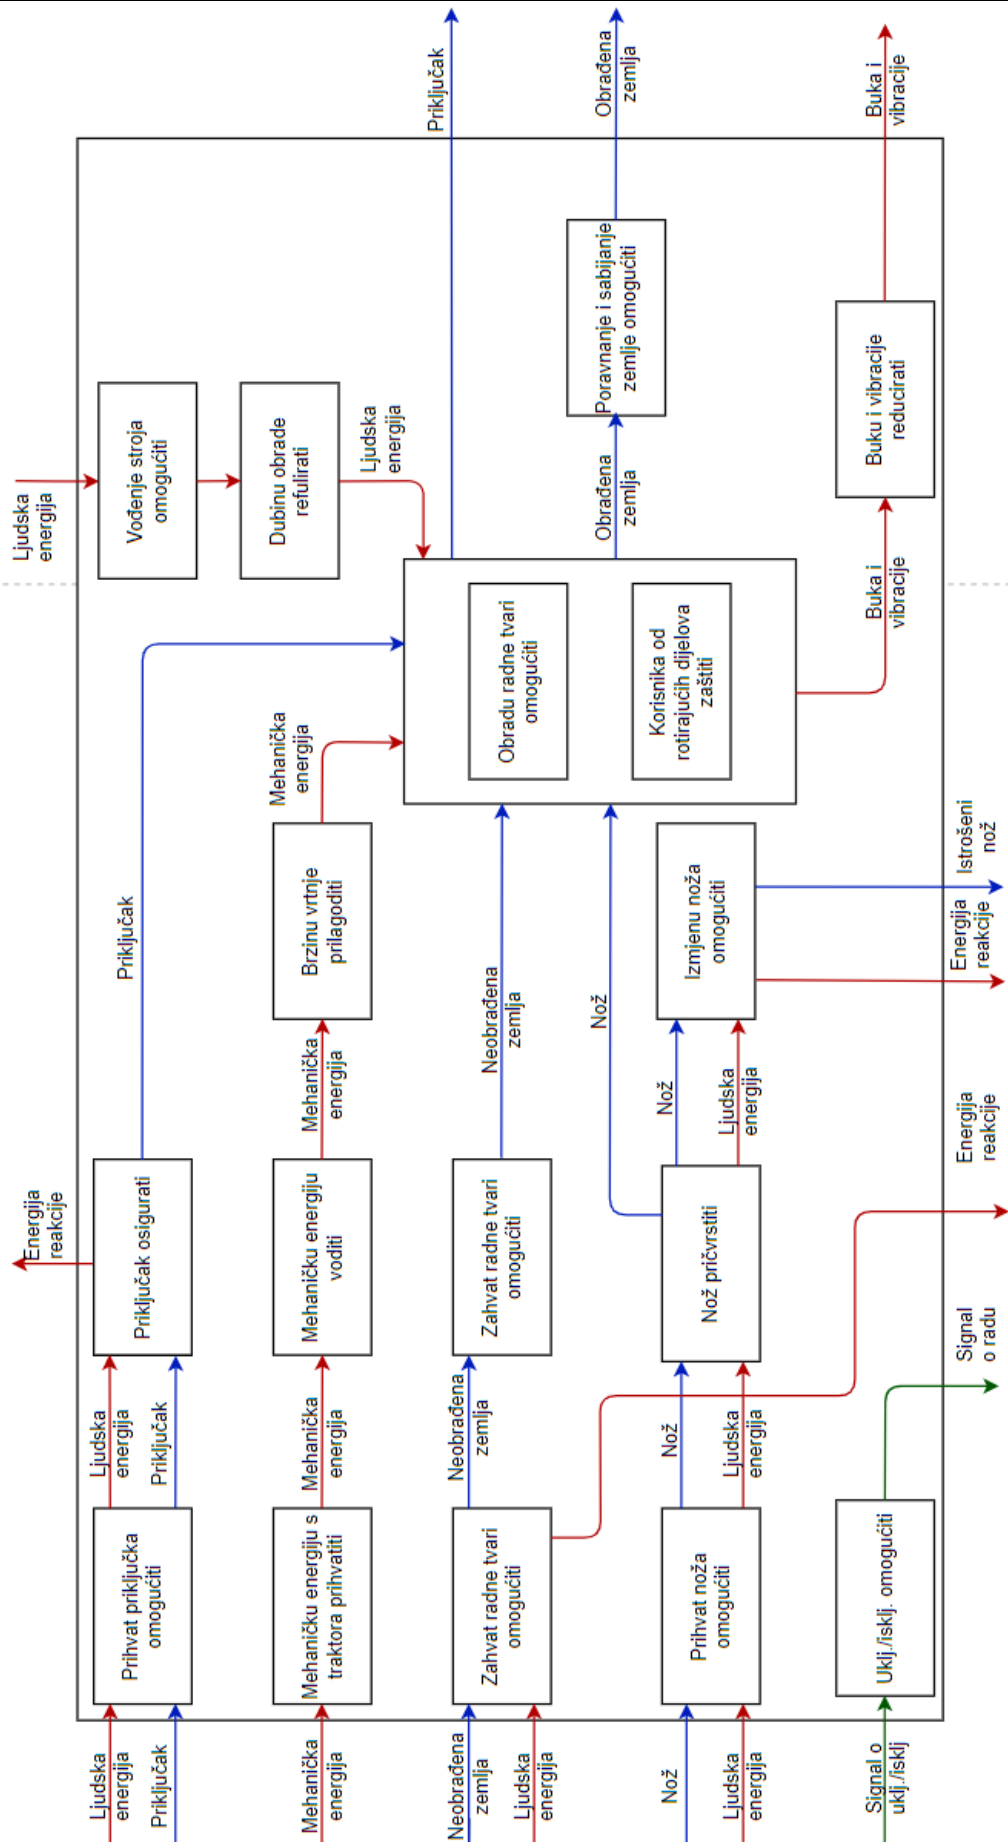 Energija
reakcije
Ljudska
energija
Ljudska
energija
Priključak
Prihvat priključka
omogućiti
Ljudska
energija
Priključak
Priključak osigurati
Priključak
Vođenje stroja
omogućiti
Mehanička
energija
Mehaničku energiju s
traktora prihvatiti
Mehanička
energija
Mehaničku energiju
voditi
Mehanička
energija
Brzinu vrtnje
prilagoditi
Mehanička
energija
Dubinu obrade
refulirati
Ljudska
energija
Priključak
Neobrađena
zemlja
Ljudska
energija
Zahvat radne tvari
omogućiti
Neobrađena
zemlja
Zahvat radne tvari
omogućiti
Neobrađena
zemlja
Obradu radne tvari
omogućiti
Korisnika od
rotirajućih dijelova
zaštiti
Obrađena
zemlja
Poravnanje i sabijanje
zemlje omogućiti
Obrađena
zemlja
Nož
Ljudska
energija
Prihvat noža
omogućiti
Nož
Ljudska
energija
Nož pričvrstiti
Nož
Nož
Ljudska
energija
Izmjenu noža
omogućiti
Signal o
uklj./isklj
Uklj./isklj. omogućiti
Buka i
vibracije
Buku i vibracije
reducirati
Buka i
vibracije
Signal
o radu
Energija
reakcije
Energija
reakcije
Istrošeni
nož